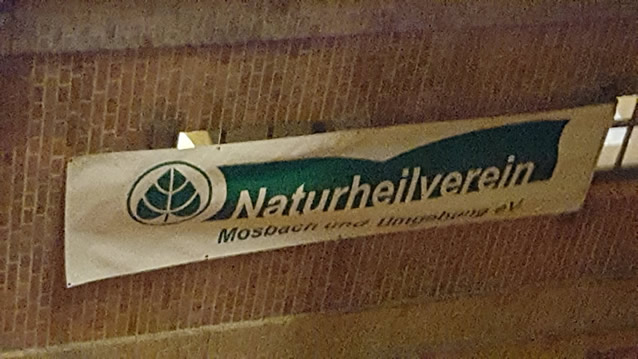 Naturheilverein
Mosbach und Umgebung eV.